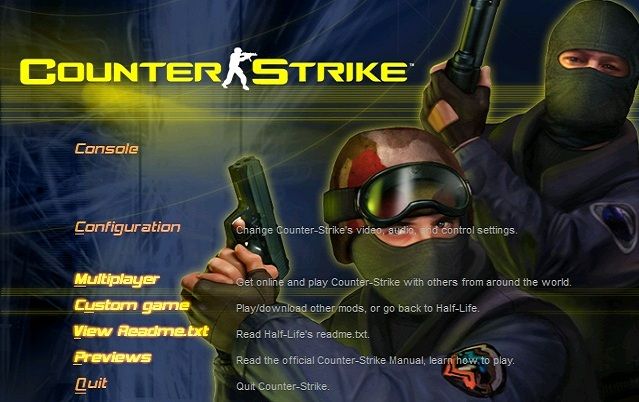 COUNTER STRIKE™
Console
Configuration Change Counter-Strike's video, audio, and control settings.
Multiplayer Get online and play Counter-Strike with others from around the world.
Custom game Play/download other mods, or go back to Half-Life.
View Readme.txt Read Half-Life's readme.txt.
Previews Read the official Counter-Strike Manual, learn how to play.
Quit Quit Counter-Strike.